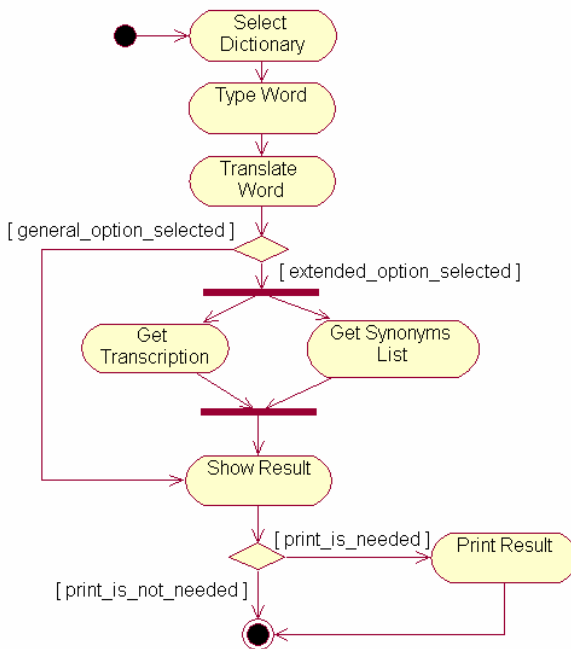 Select
Dictionary
Type Word
Translate
Word
[ general_option_selected ]
[ extended_option_selected ]
Get
Transcription
Get Synonyms
List
Show Result
[ print_is_needed ]
Print Result
[ print_is_not_needed ]